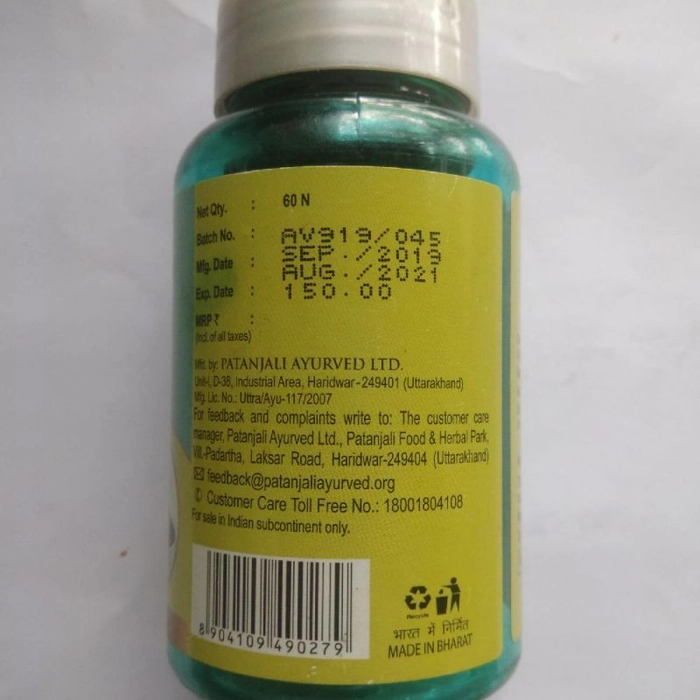 Net Qty. : 60 N
Batch No. : AV919/045
Mfg. Date : SEP./2019
Exp. Date : AUG./2021
MRP ₹ : 150.00
(Incl. of all taxes)
Mfd. by: PATANJALI AYURVED LTD.
Unit-I, D-38, Industrial Area, Haridwar-249401 (Uttarakhand)
Mfg. Lic. No.: Uttra/Ayu-117/2007
For feedback and complaints write to: The customer care
manager, Patanjali Ayurved Ltd., Patanjali Food & Herbal Park,
Vill.-Padartha, Laksar Road, Haridwar-249404 (Uttarakhand)
feedback@patanjaliayurved.org
Customer Care Toll Free No.: 18001804108
For sale in Indian subcontinent only.
8 904109 490279
Recycle
भारत में निर्मित
MADE IN BHARAT